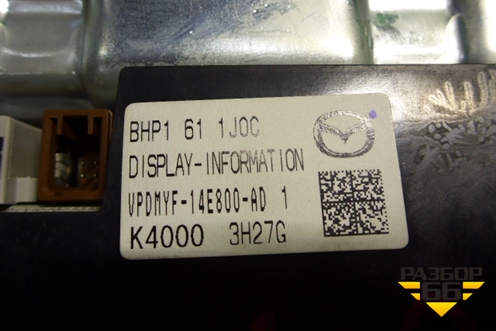 BHP1 61 1J0C
DISPLAY-INFORMATION
VPDMYF-14E800-AD 1
K4000 3H27G
РАЗБОР
66